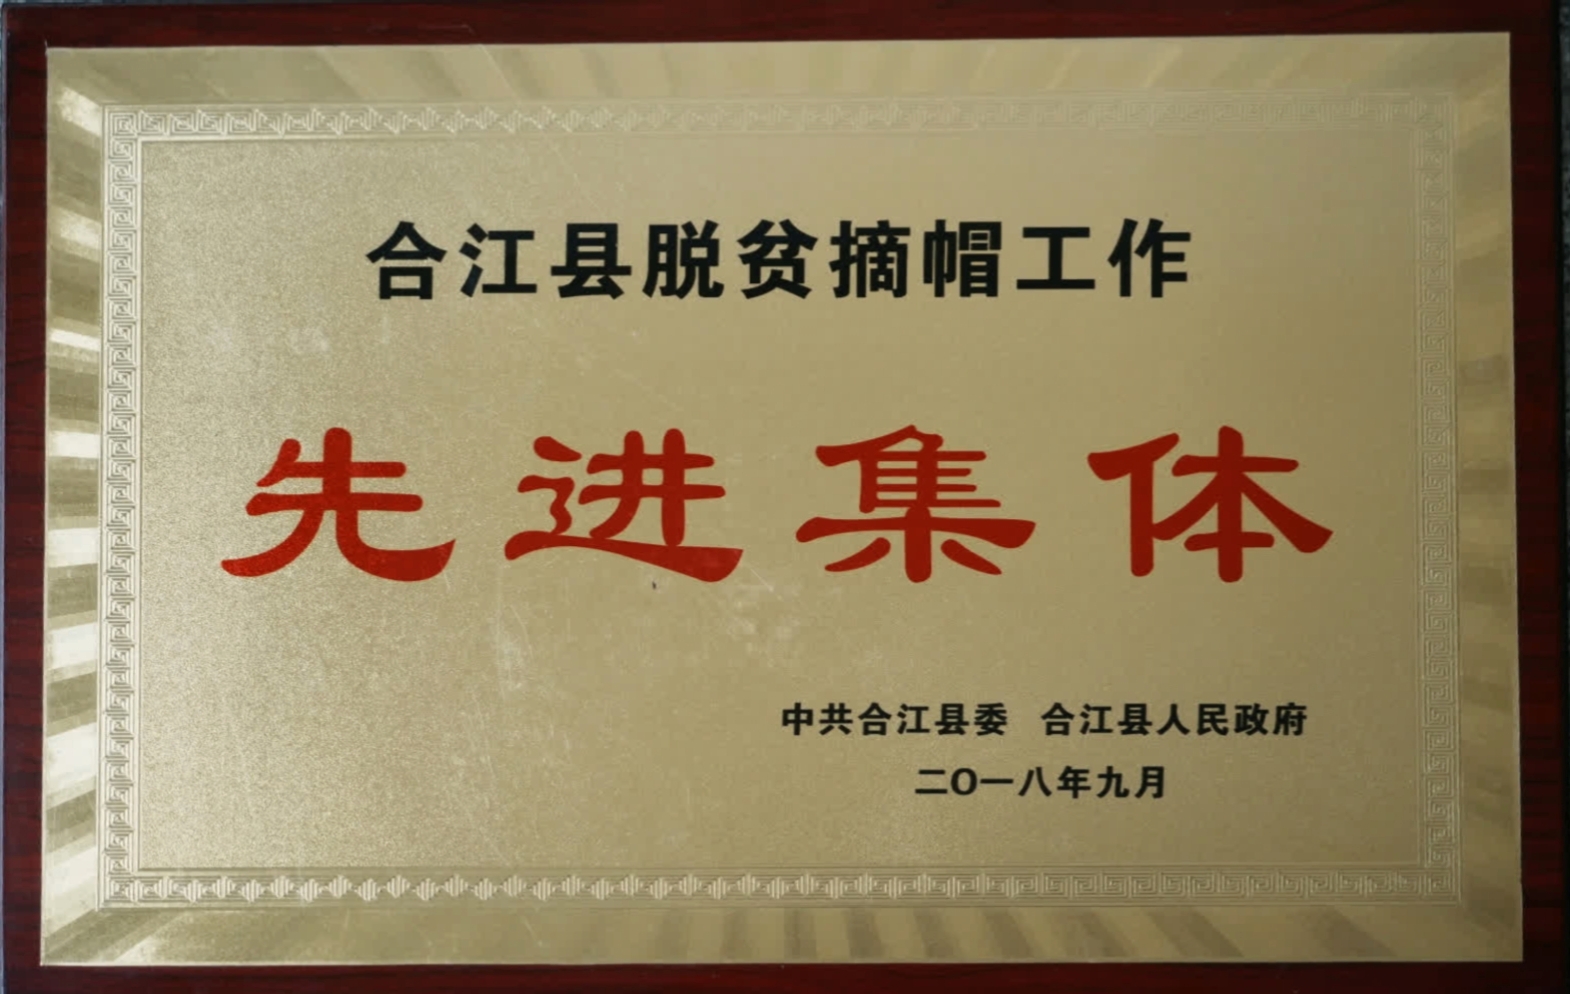 合江县脱贫摘帽工作
先进集体
中共合江县委 合江县人民政府
二〇一八年九月